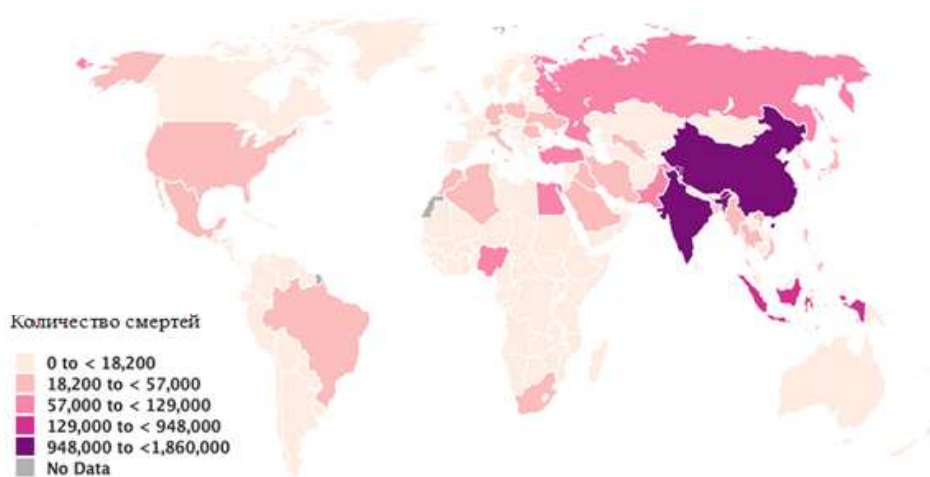 Количество смертей
0 to < 18,200
18,200 to < 57,000
57,000 to < 129,000
129,000 to < 948,000
948,000 to <1,860,000
No Data